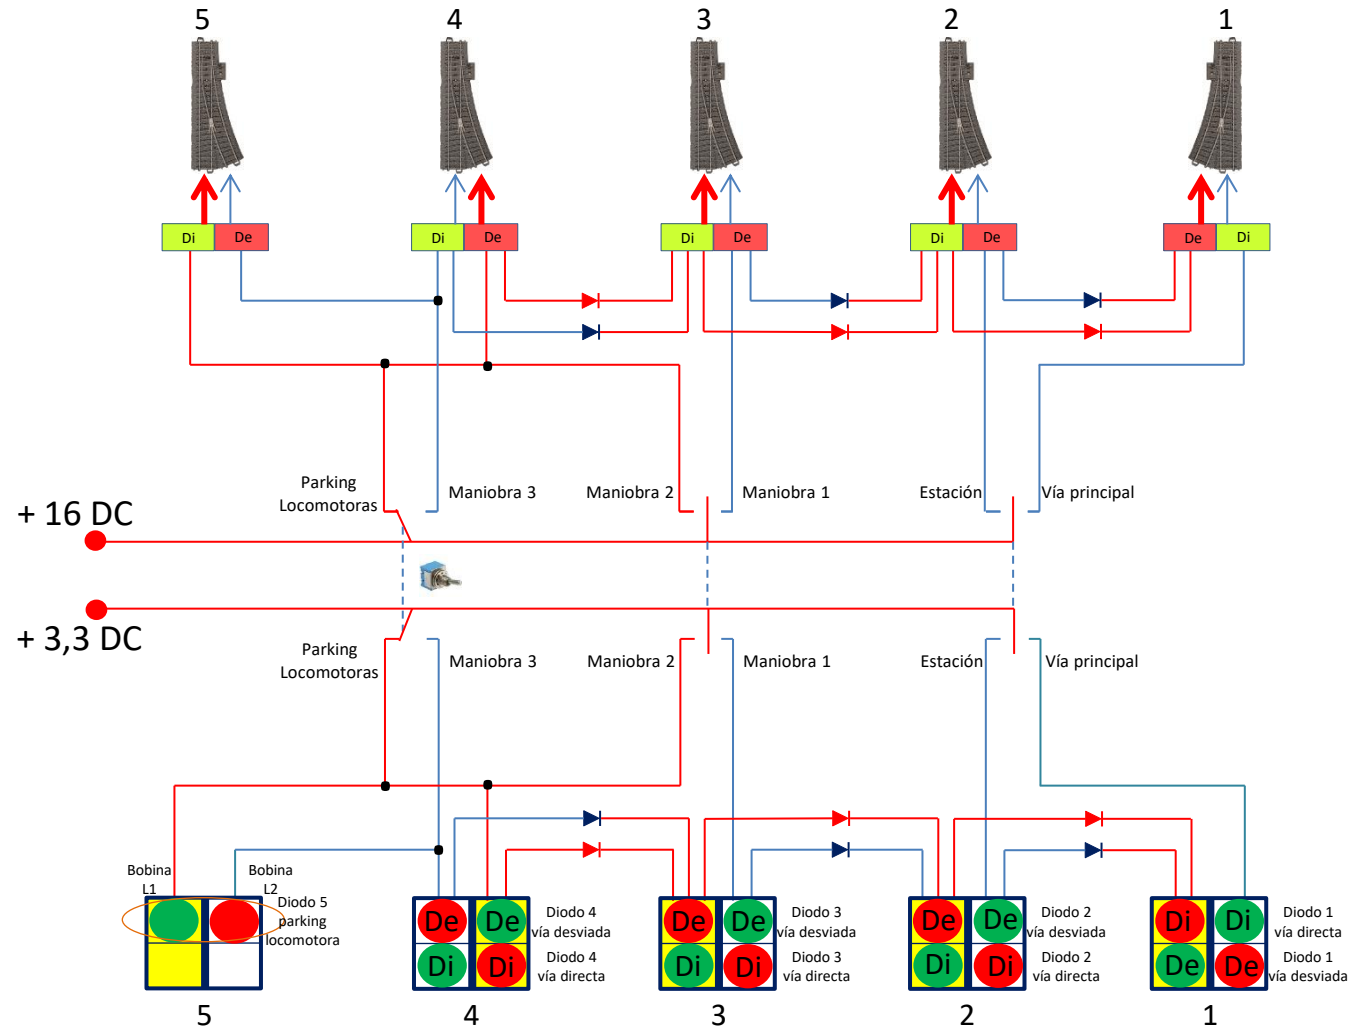 5 4 3 2 1
Di De Di De Di De Di De De Di
Parking
Locomotoras
Maniobra 3
Maniobra 2
Maniobra 1
Estación
Vía principal
+ 16 DC
+ 3,3 DC
Parking
Locomotoras
Maniobra 3
Maniobra 2
Maniobra 1
Estación
Vía principal
Bobina
L1
Bobina
L2
Diodo 5
parking
locomotora
De De
Di Di
Diodo 4
vía desviada
Diodo 4
vía directa
De De
Di Di
Diodo 3
vía desviada
Diodo 3
vía directa
De De
Di Di
Diodo 2
vía desviada
Diodo 2
vía directa
Di Di
De De
Diodo 1
vía directa
Diodo 1
vía desviada
5 4 3 2 1